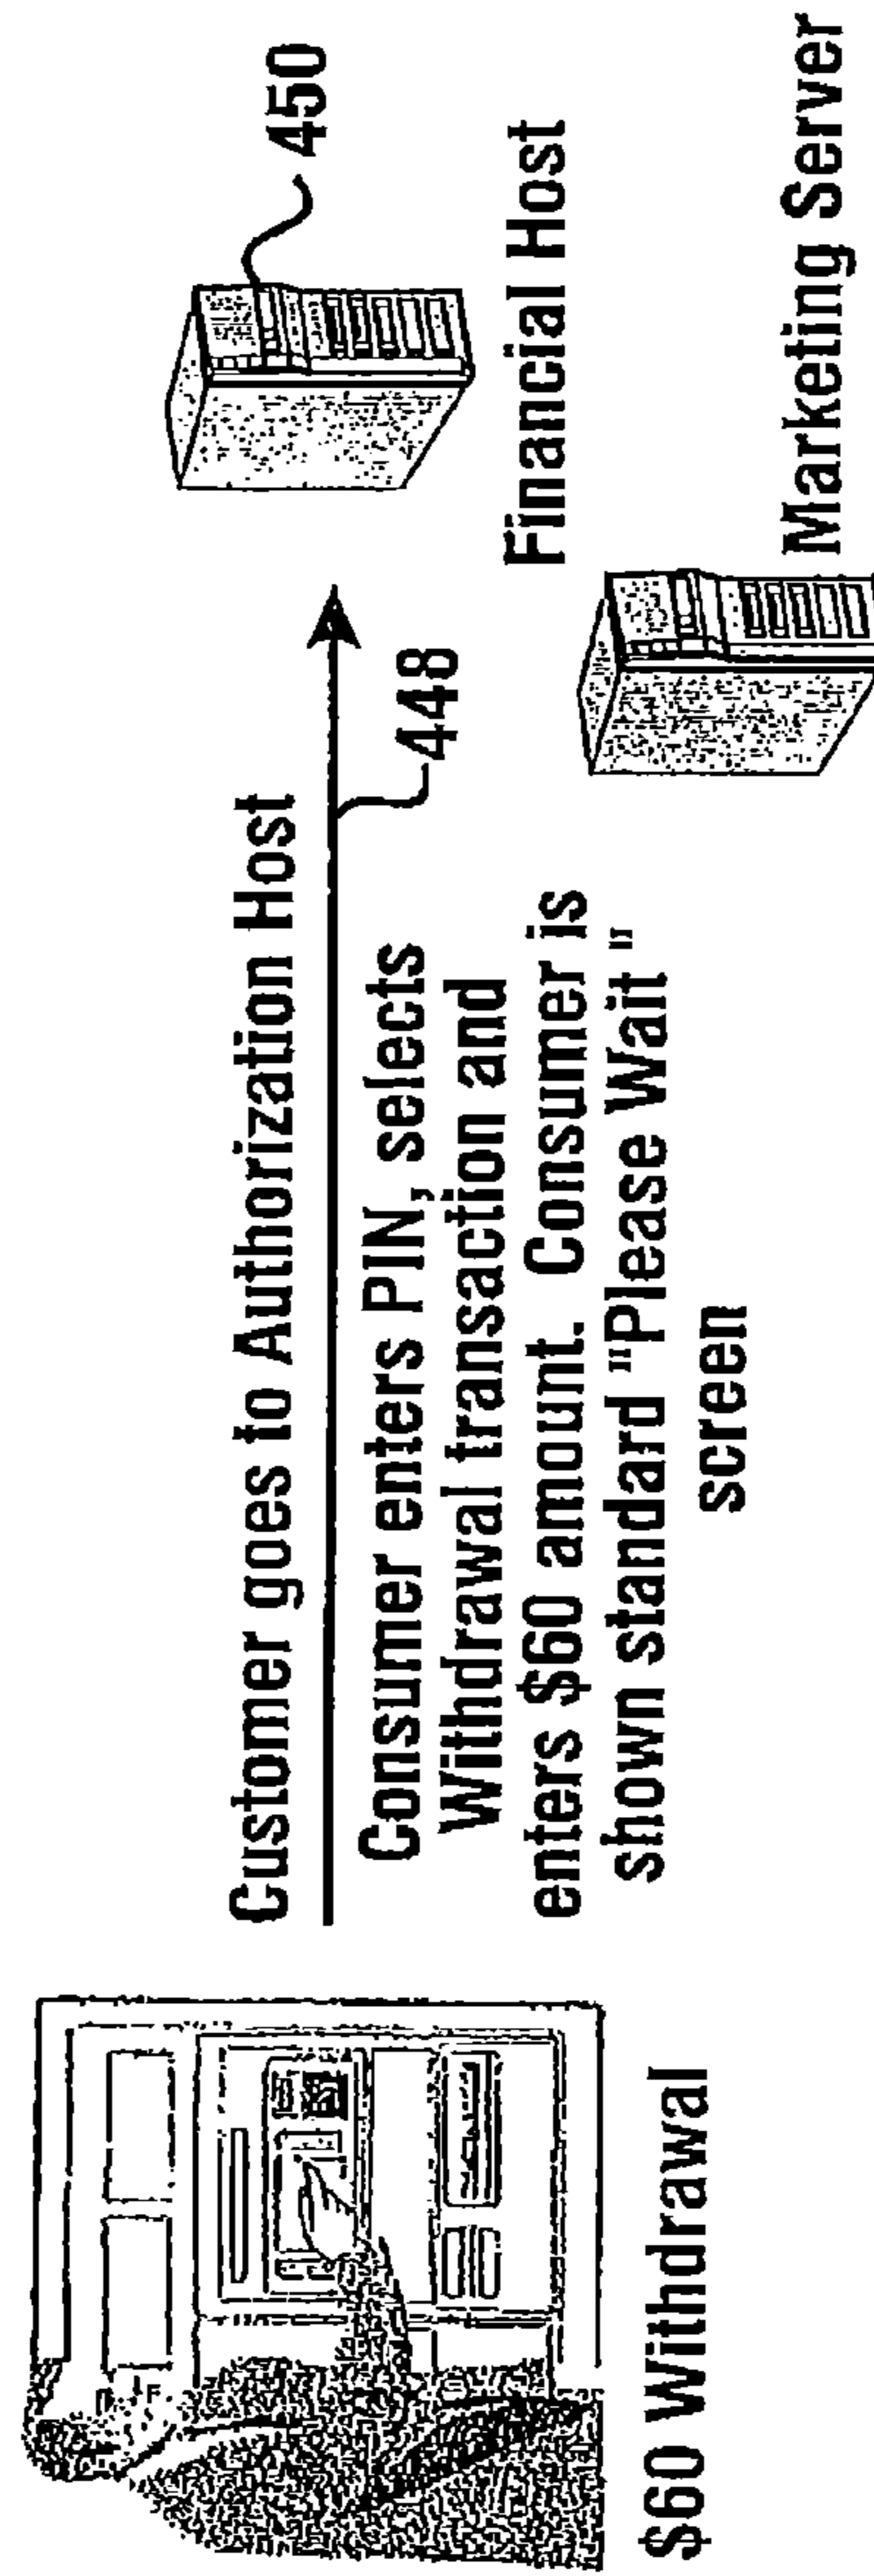 Customer goes to Authorization Host
448
Consumer enters PIN, selects
Withdrawal transaction and
enters $60 amount. Consumer is
shown standard "Please Wait "
screen
450
Financial Host
Marketing Server
$60 Withdrawal